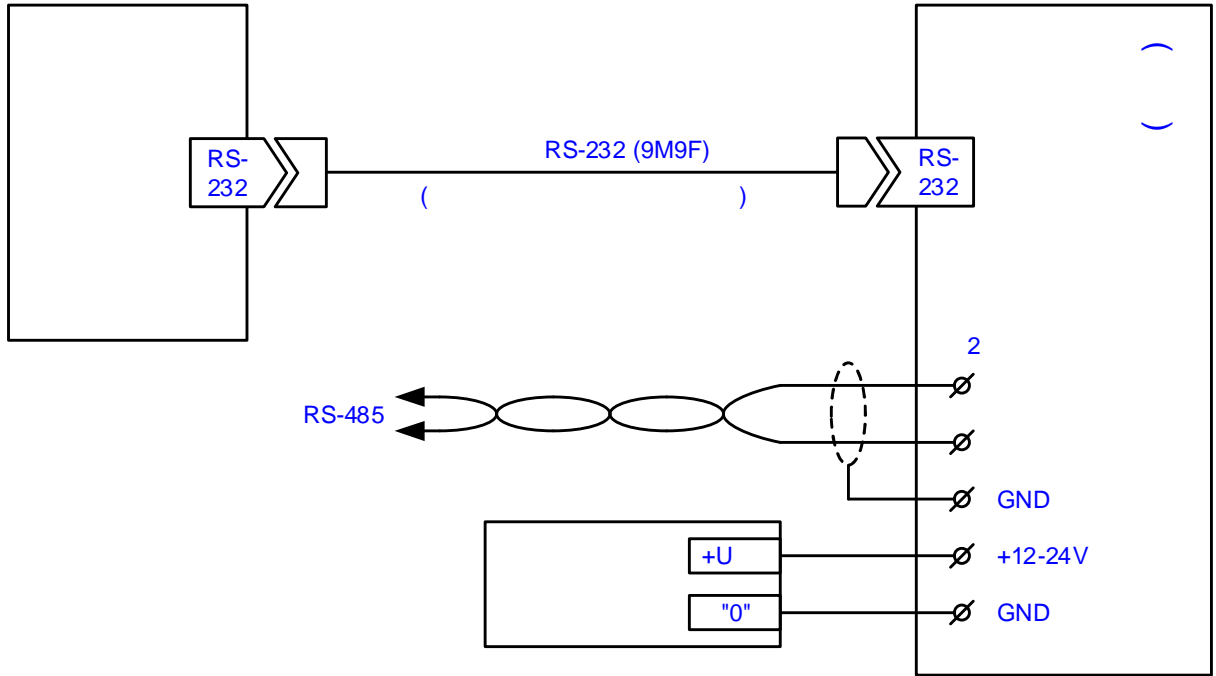 RS-232 (9M9F)
(                    )
RS-
232
RS-
232
(
)
2
RS-485
GND
+U
+12-24V
"0"
GND